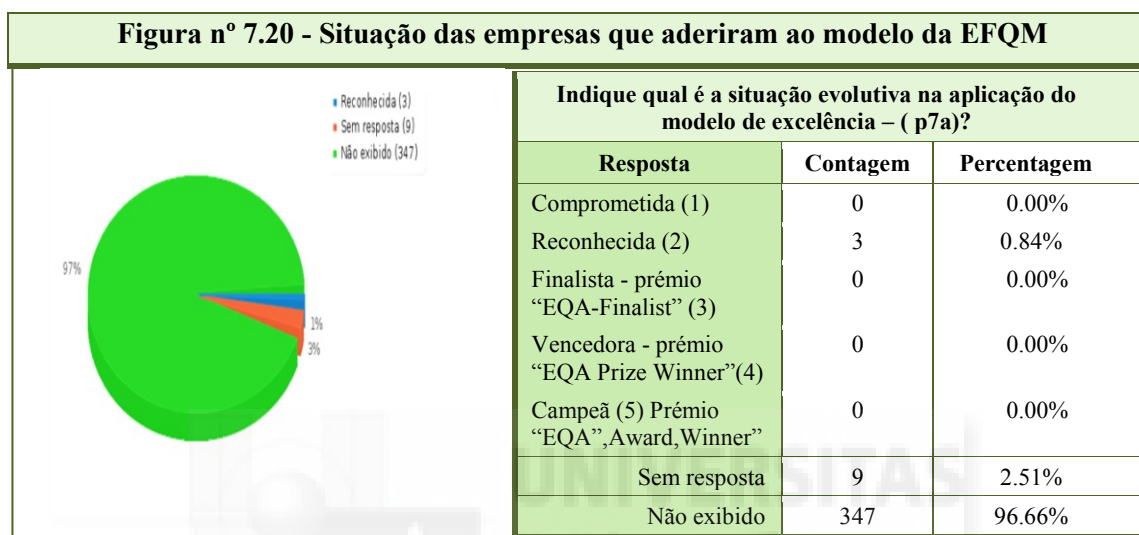 Figura nº 7.20 - Situação das empresas que aderiram ao modelo da EFQM
Reconhecida (3)
Sem resposta (9)
Não exibido (347)
97%
1%
3%
Indique qual é a situação evolutiva na aplicação do
modelo de excelência – ( p7a)?
Resposta Contagem Percentagem
Comprometida (1) 0 0.00%
Reconhecida (2) 3 0.84%
Finalista - prémio 0 0.00%
“EQA-Finalist” (3)
Vencedora - prémio 0 0.00%
“EQA Prize Winner”(4)
Campeã (5) Prémio 0 0.00%
“EQA”,Award,Winner”
Sem resposta 9 2.51%
Não exibido 347 96.66%
UNIVERSITAS